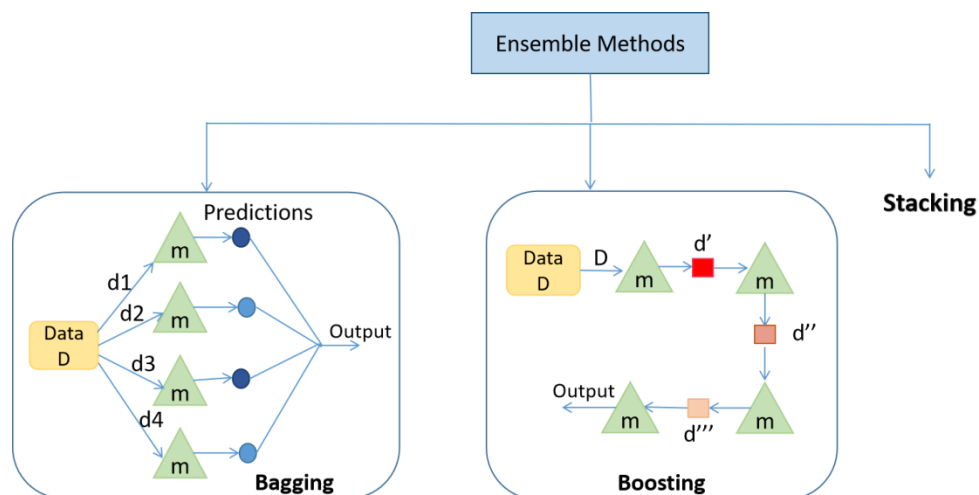 Ensemble Methods
Predictions
m
d1
d2
m
Data
D
Output
d3
m
d4
m
Bagging
Data
D
D
m
d'
m
d''
Output
m
d'''
m
Boosting
Stacking